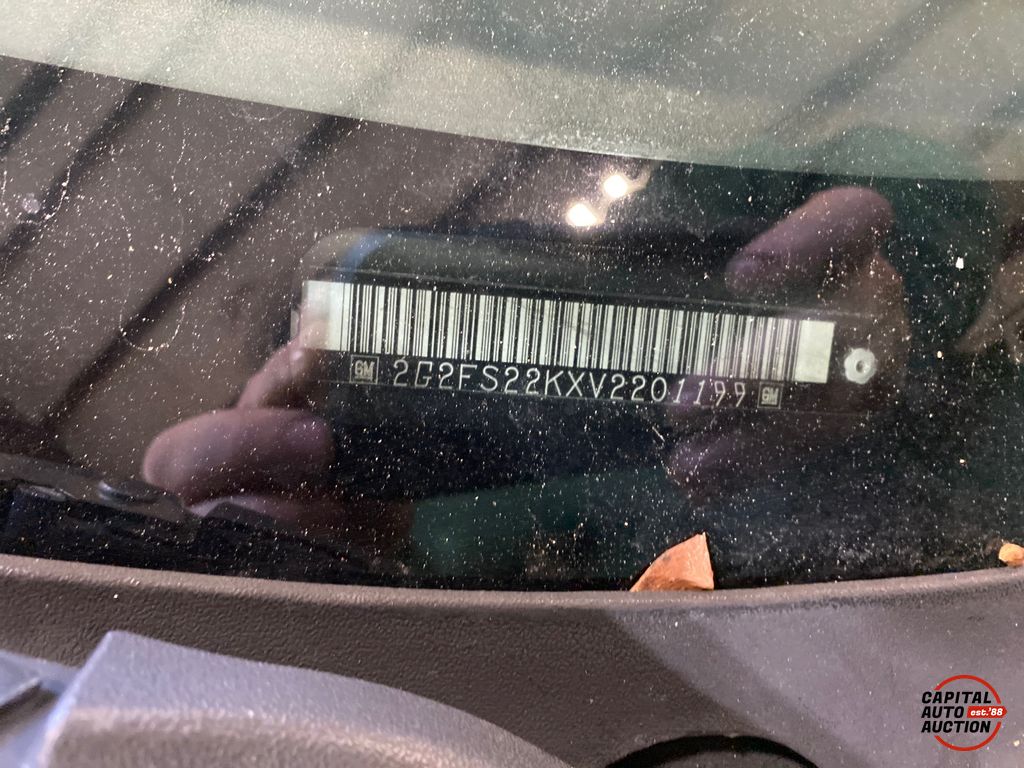 GM 2G2FS22KXV2201199 GM
CAPITAL
AUTO est.'88
AUCTION